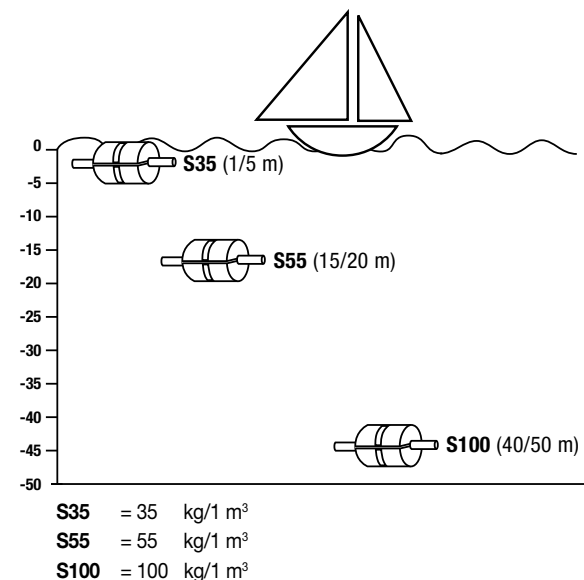 0
-5
S35 (1/5 m)
-10
-15
S55 (15/20 m)
-20
-25
-30
-35
-40
-45
S100 (40/50 m)
-50
S35 = 35 kg/1 m³
S55 = 55 kg/1 m³
S100 = 100 kg/1 m³